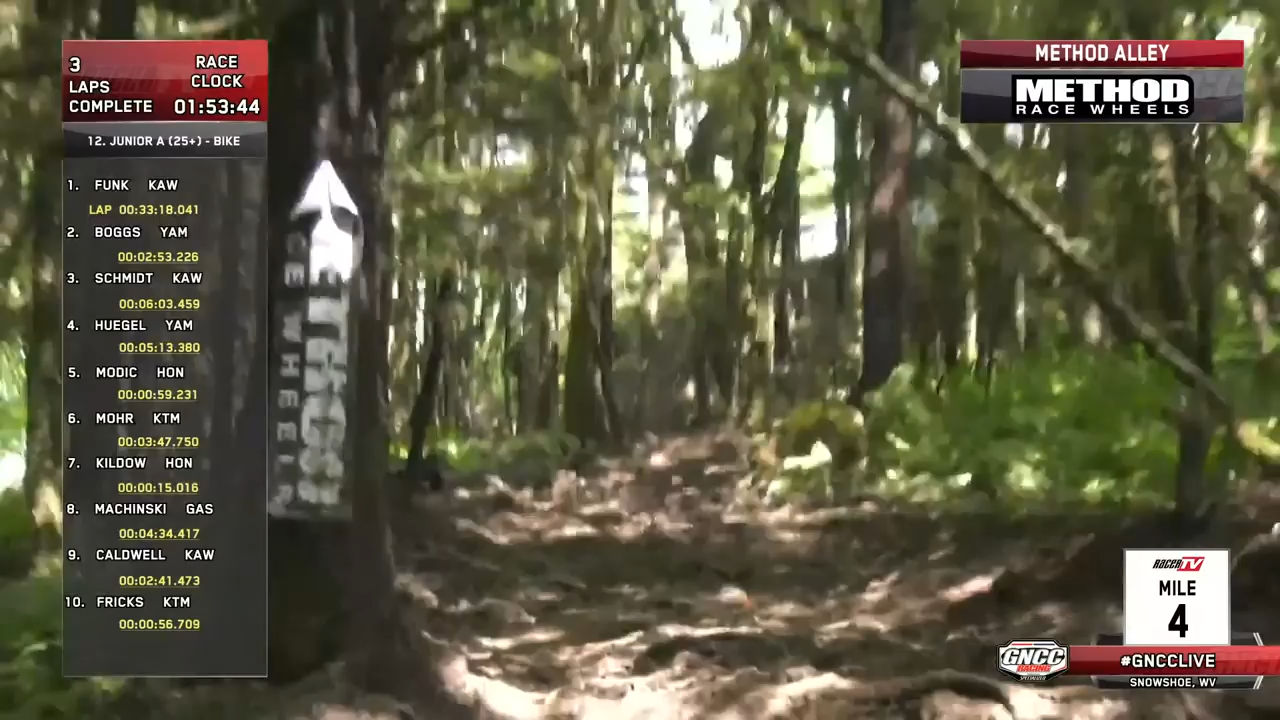 3
LAPS
COMPLETE
RACE
CLOCK
01:53:44
12. JUNIOR A (25+) - BIKE
1. FUNK KAW
LAP 00:33:18.041
2. BOGGS YAM
00:02:53.226
3. SCHMIDT KAW
00:06:03.459
4. HUEGEL YAM
00:05:13.380
5. MODIC HON
00:00:59.231
6. MOHR KTM
00:03:47.750
7. KILDOW HON
00:00:15.016
8. MACHINSKI GAS
00:04:34.417
9. CALDWELL KAW
00:02:41.473
10. FRICKS KTM
00:00:56.709
METHOD ALLEY
METHOD
RACE WHEELS
RACER TV
MILE
4
GNCC
RACING
#GNCCLIVE
SNOWSHOE, WV